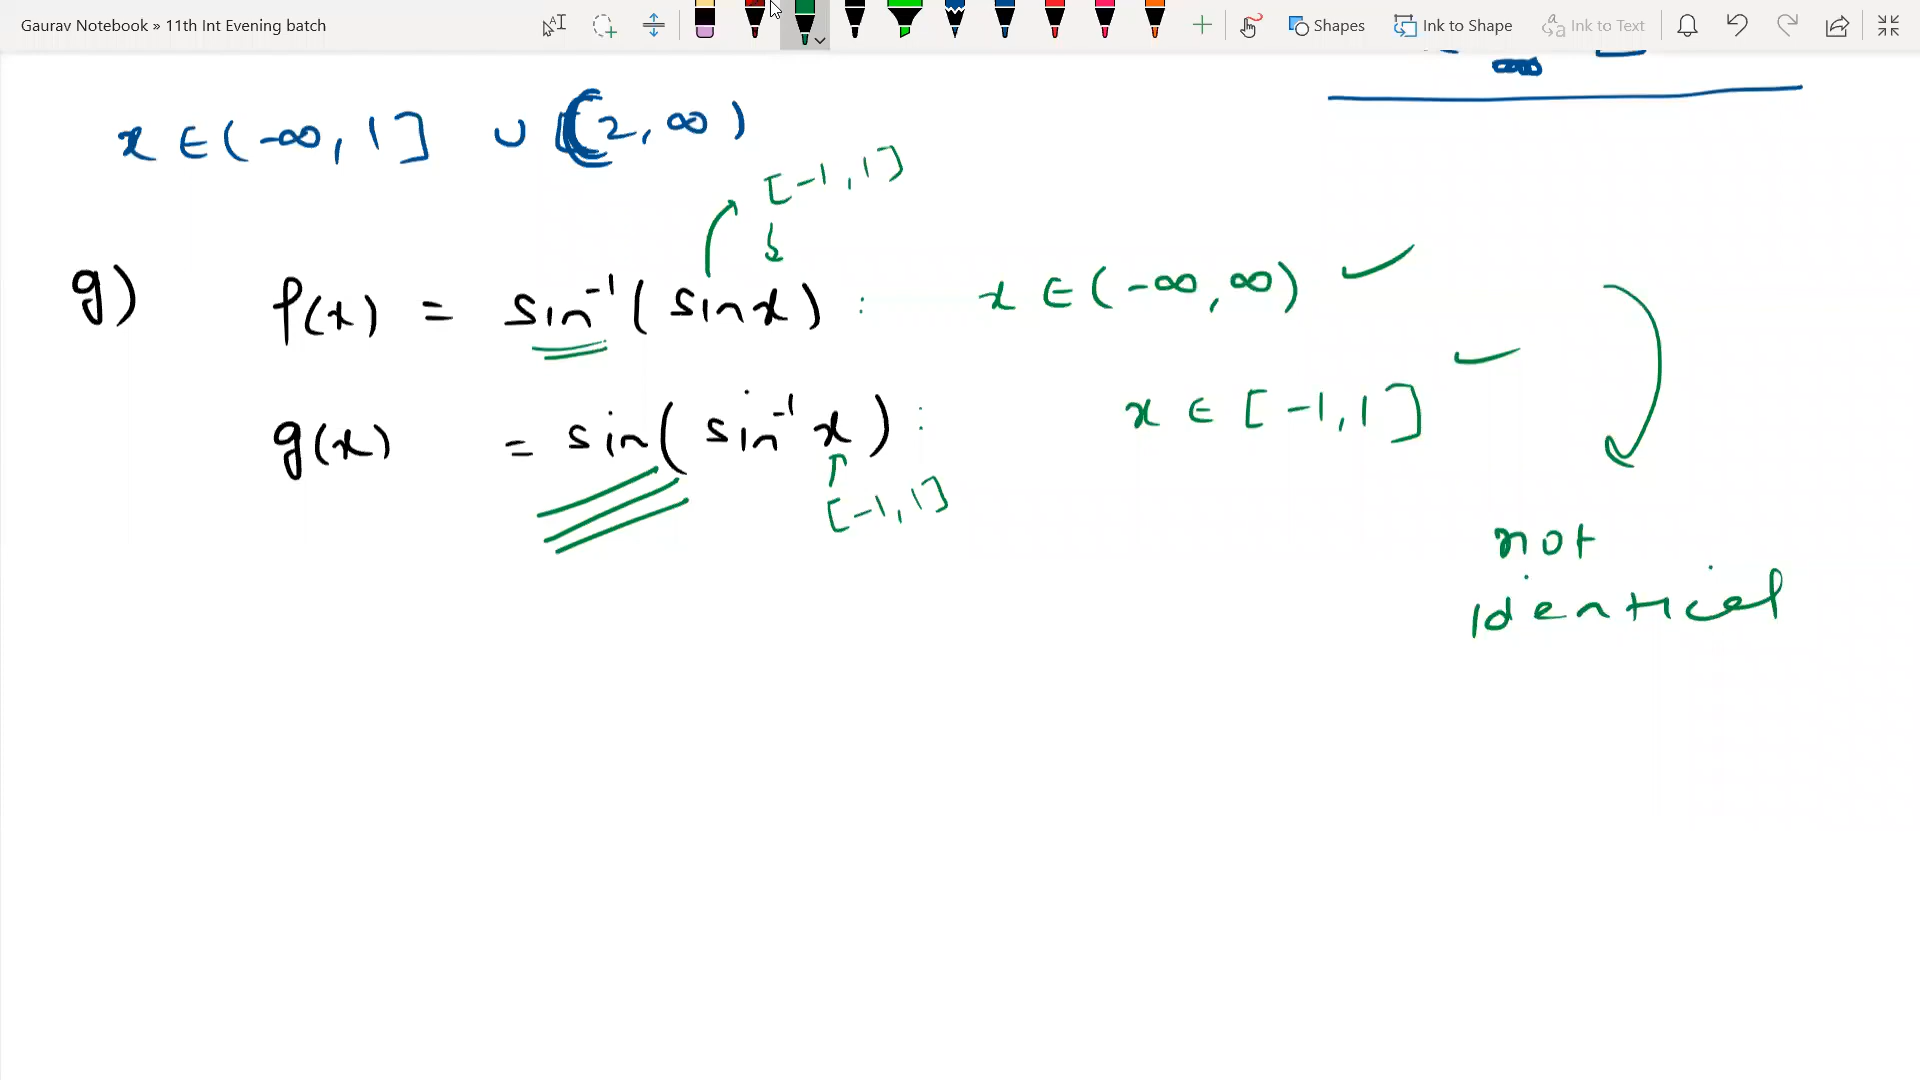 Gaurav Notebook » 11th Int Evening batch
Shapes
Ink to Shape
Ink to Text
x ∈ (-∞, 1] ∪ (2, ∞)
[-1, 1]
g) f(x) = sin⁻¹(sinx) : x ∈ (-∞, ∞)
g(x) = sin(sin⁻¹x) : x ∈ [-1, 1]
[-1, 1]
not
identical